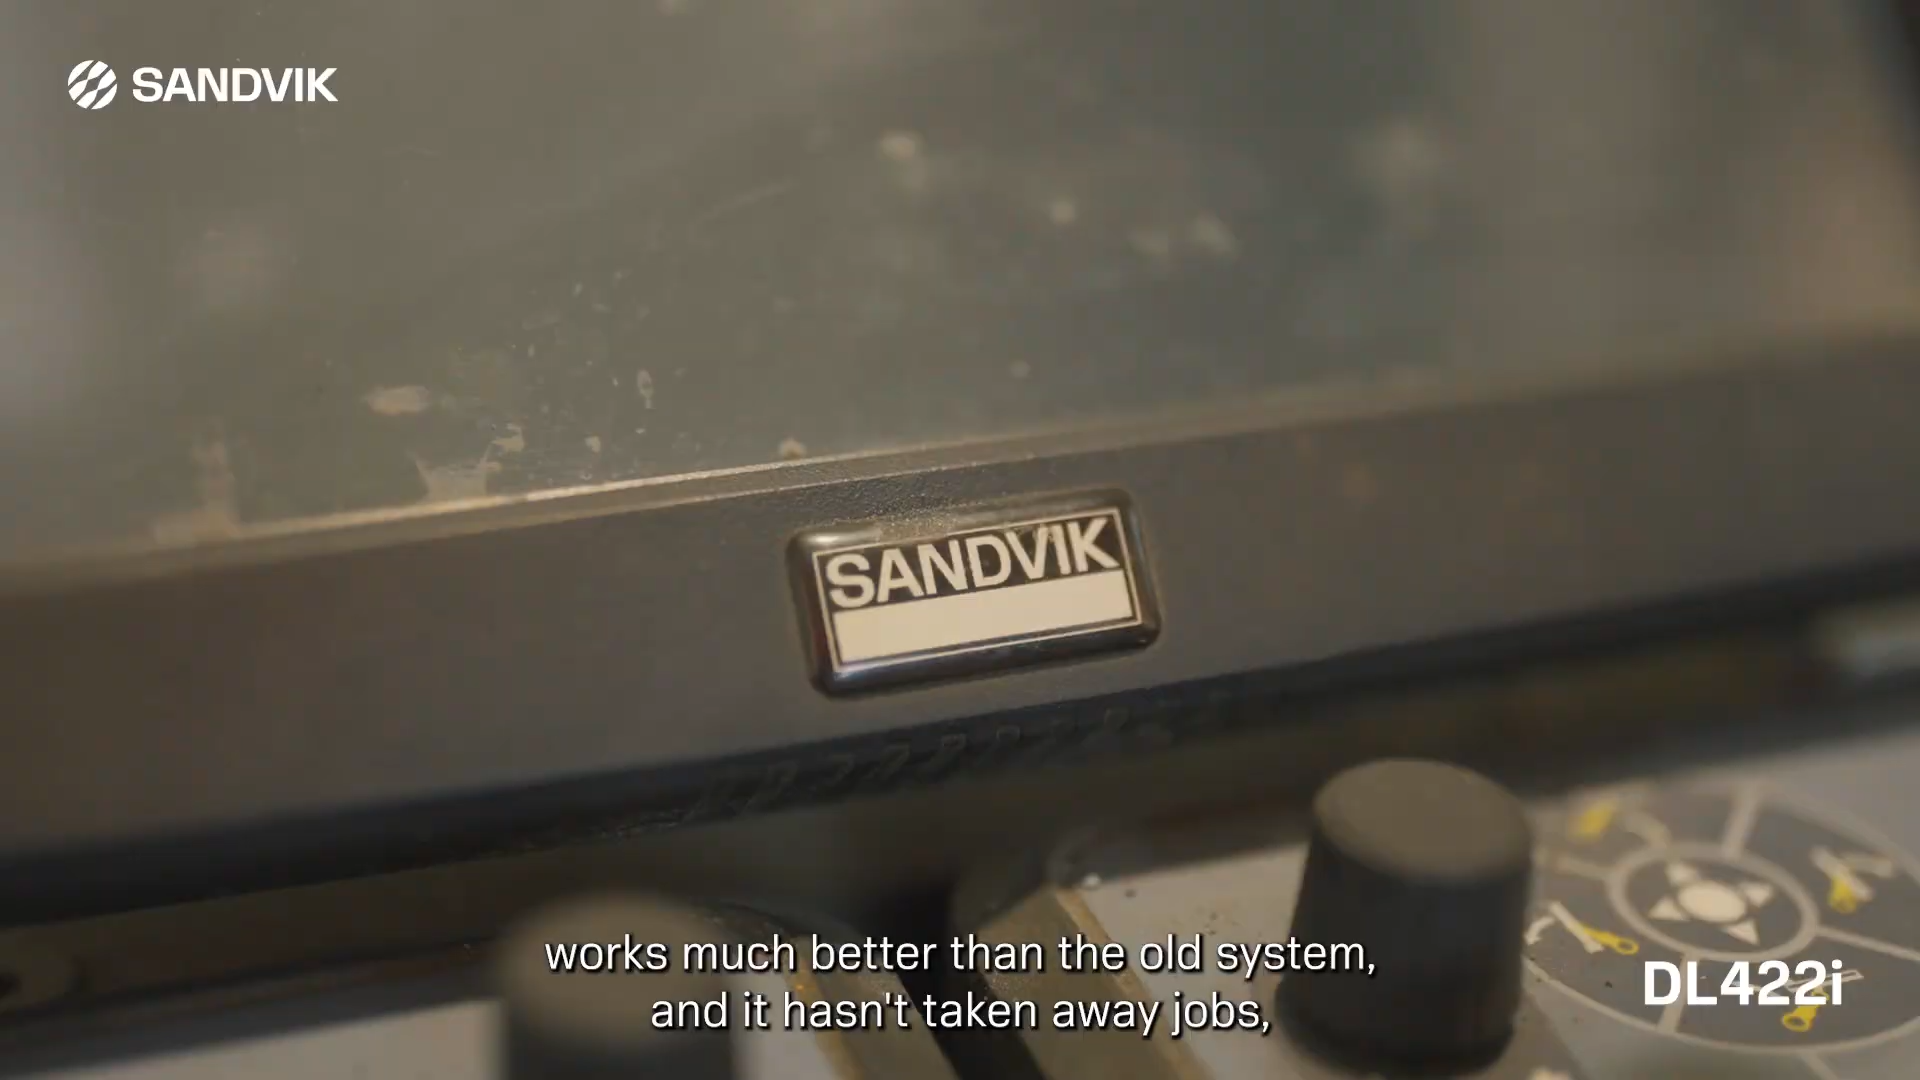 SANDVIK
SANDVIK
works much better than the old system,
and it hasn't taken away jobs,
DL422i